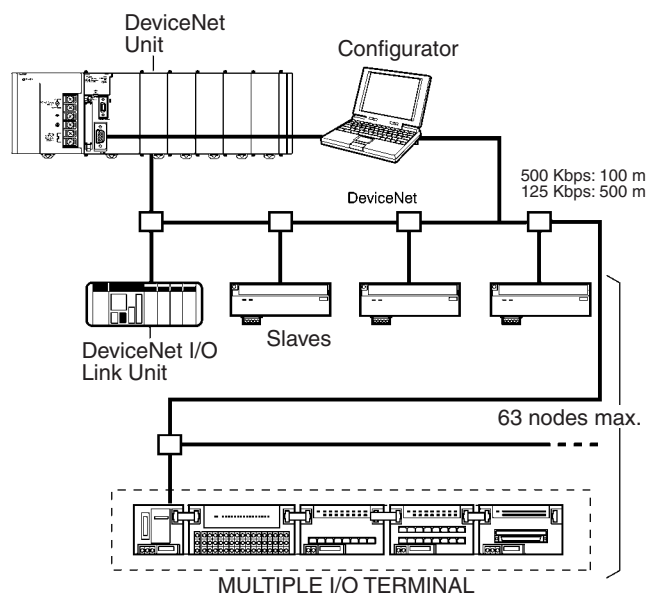 DeviceNet
Unit
Configurator
500 Kbps: 100 m
125 Kbps: 500 m
DeviceNet
DeviceNet I/O
Link Unit
Slaves
63 nodes max.
MULTIPLE I/O TERMINAL